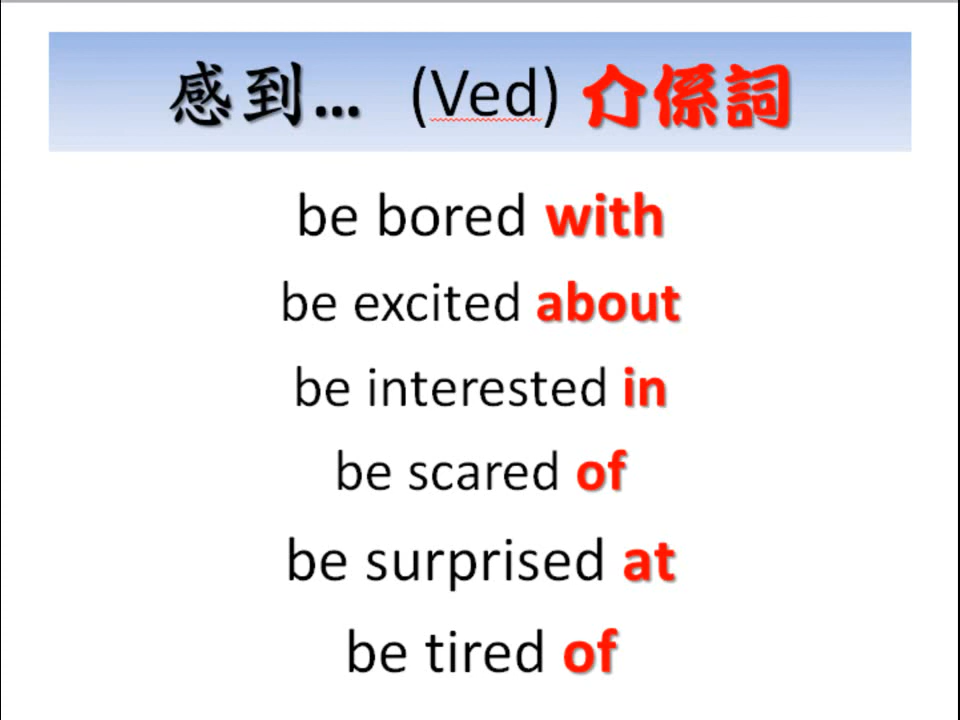 感到… (Ved) 介係詞
be bored with
be excited about
be interested in
be scared of
be surprised at
be tired of